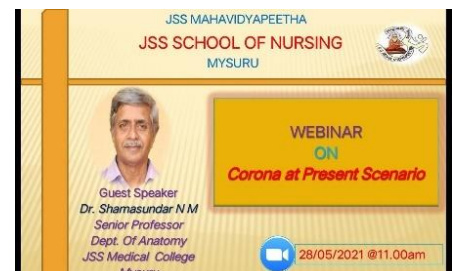 JSS MAHAVIDYAPEETHA
JSS SCHOOL OF NURSING
MYSURU
WEBINAR
ON
Corona at Present Scenario
Guest Speaker
Dr. Shamasundar N M
Senior Professor
Dept. Of Anatomy
JSS Medical College
28/05/2021 @11.00am